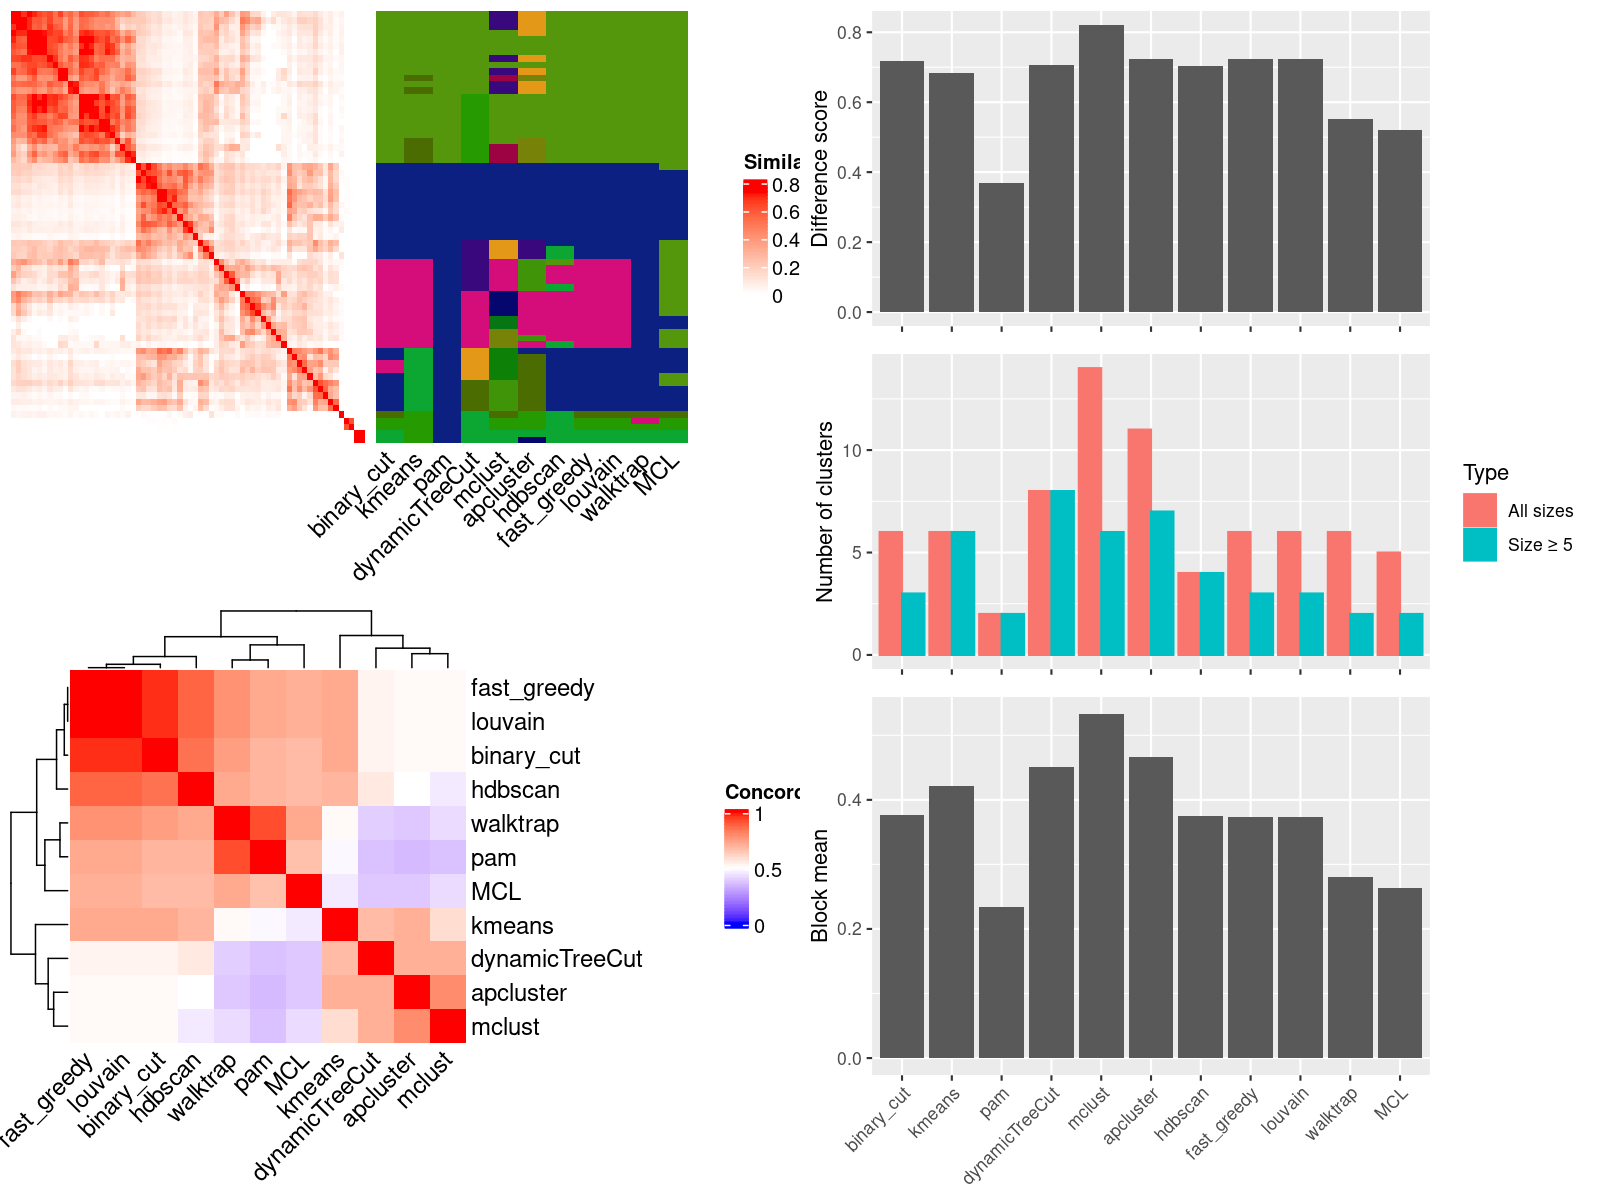 Simila
0.8
0.6
0.4
0.2
0
binary_cut
kmeans
pam
dynamicTreeCut
mclust
apcluster
hdbscan
fast_greedy
louvain
walktrap
MCL
fast_greedy
louvain
binary_cut
hdbscan
walktrap
pam
MCL
kmeans
dynamicTreeCut
apcluster
mclust
fast_greedy
louvain
binary_cut
hdbscan
walktrap
pam
MCL
kmeans
dynamicTreeCut
apcluster
mclust
Concord
1
0.5
0
Difference score
0.8
0.6
0.4
0.2
0.0
Number of clusters
10
5
0
Type
All sizes
Size ≥ 5
Block mean
0.4
0.2
0.0
binary_cut
kmeans
pam
dynamicTreeCut
mclust
apcluster
hdbscan
fast_greedy
louvain
walktrap
MCL